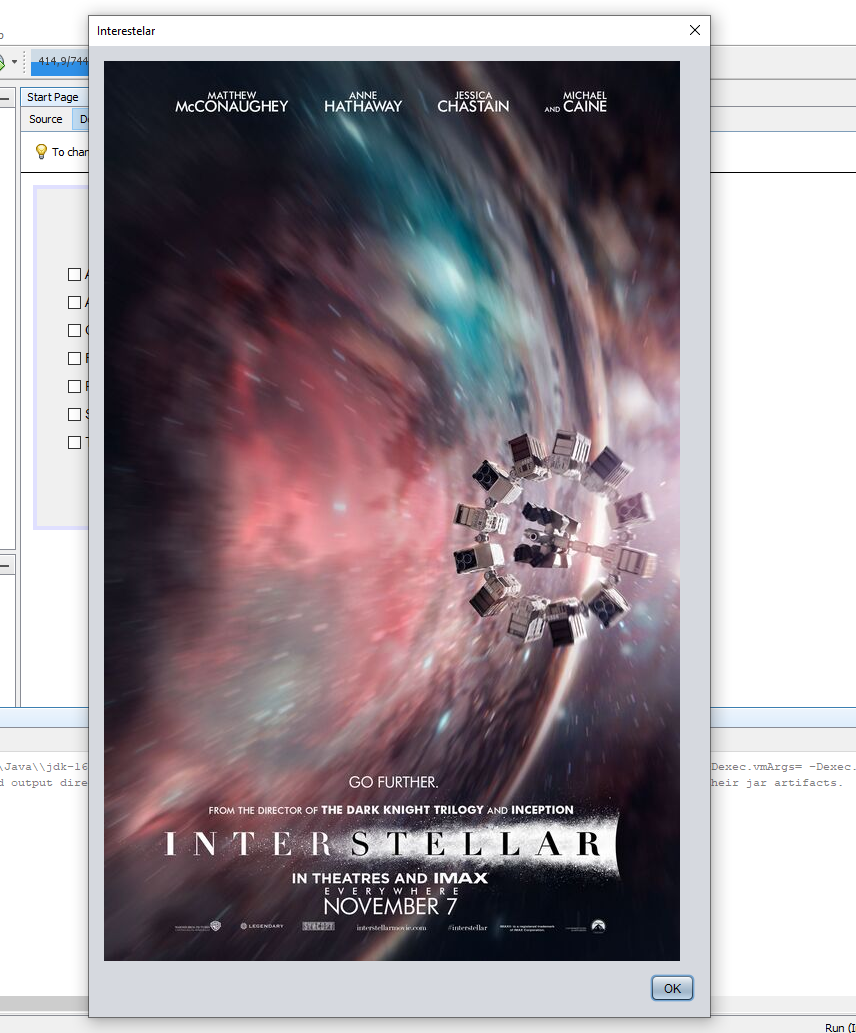 Interestelar
414,9/744
Start Page
Source
To chan
MATTHEW McCONAUGHEY
ANNE HATHAWAY
JESSICA CHASTAIN
AND MICHAEL CAINE
\Java\\jdk-16
Dexec.vmArgs= -Dexec.
d output dire
heir jar artifacts.
GO FURTHER.
FROM THE DIRECTOR OF THE DARK KNIGHT TRILOGY AND INCEPTION
INTERSTELLAR
IN THEATRES AND IMAX
EVERYWHERE
NOVEMBER 7
LEGENDARY
SYNCOPY
interstellarmovie.com
#interstellar
OK
Run (I